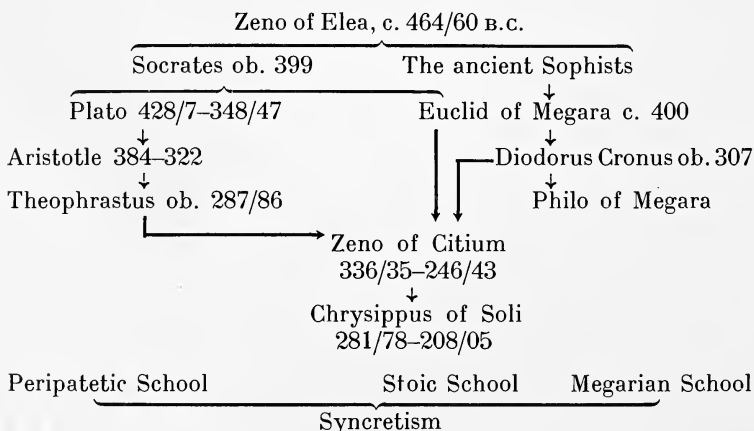 Zeno of Elea, c. 464/60 B.C.
Socrates ob. 399 The ancient Sophists
Plato 428/7–348/47 Euclid of Megara c. 400
Aristotle 384–322 Diodorus Cronus ob. 307
Theophrastus ob. 287/86 Philo of Megara
Zeno of Citium
336/35–246/43
Chrysippus of Soli
281/78–208/05
Peripatetic School Stoic School Megarian School
Syncretism